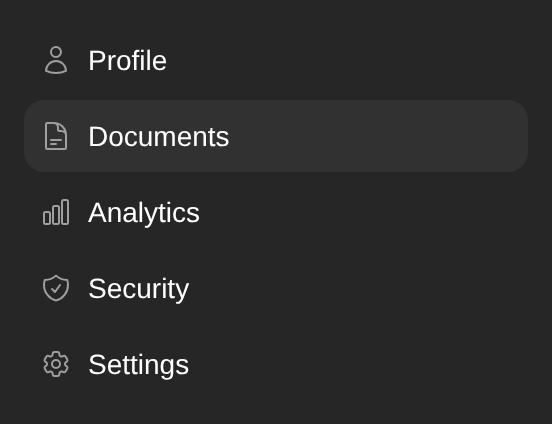 Profile
Documents
Analytics
Security
Settings